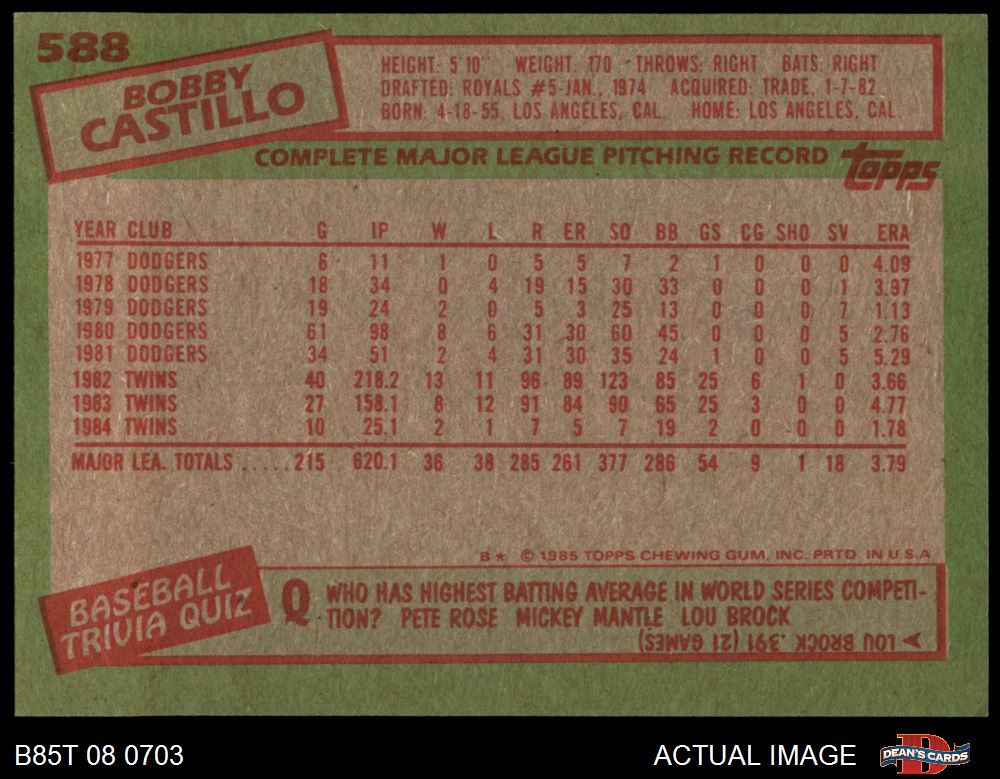 588
BOBBY
CASTILLO
HEIGHT: 5'10" WEIGHT: 170 THROWS: RIGHT BATS: RIGHT
DRAFTED: ROYALS #5-JAN., 1974 ACQUIRED: TRADE, 1-7-82
BORN: 4-18-55, LOS ANGELES, CAL. HOME: LOS ANGELES, CAL.
COMPLETE MAJOR LEAGUE PITCHING RECORD topps
YEAR CLUB G IP W L R ER SO BB GS CG SHO SV ERA
1977 DODGERS 6 11 1 0 5 5 7 2 1 0 0 0 4.09
1978 DODGERS 18 34 0 4 19 15 30 33 0 0 0 1 3.97
1979 DODGERS 19 24 2 0 5 3 25 13 0 0 0 7 1.13
1980 DODGERS 61 98 8 6 31 30 60 45 0 0 0 5 2.76
1981 DODGERS 34 51 2 4 31 30 35 24 1 0 0 5 5.29
1982 TWINS 40 218.2 13 11 96 89 123 85 25 6 1 0 3.66
1983 TWINS 27 158.1 8 12 91 84 90 65 25 3 0 0 4.77
1984 TWINS 10 25.1 2 1 7 5 7 19 2 0 0 0 1.78
MAJOR LEA. TOTALS .....215 620.1 36 38 285 261 377 286 54 9 1 18 3.79
B★ © 1985 TOPPS CHEWING GUM, INC. PRTD. IN U.S.A
BASEBALL
TRIVIA QUIZ
Q WHO HAS HIGHEST BATTING AVERAGE IN WORLD SERIES COMPETI-
TION? PETE ROSE MICKEY MANTLE LOU BROCK
LOU BROCK .391 (21 GAMES)
B85T 08 0703 ACTUAL IMAGE DEAN'S CARDS